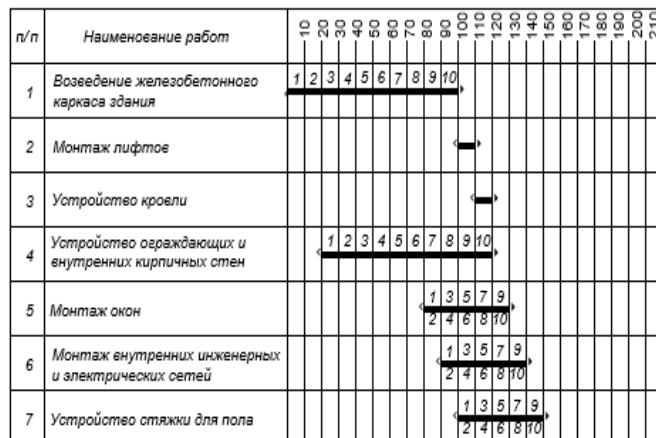 п/п Наименование работ 10 20 30 40 50 60 70 80 90 100 110 120 130 140 150 160 170 180 190 200 210
1 Возведение железобетонного каркаса здания 1 2 3 4 5 6 7 8 9 10
2 Монтаж лифтов
3 Устройство кровли
4 Устройство ограждающих и внутренних кирпичных стен 1 2 3 4 5 6 7 8 9 10
5 Монтаж окон 1 3 5 7 9
2 4 6 8 10
6 Монтаж внутренних инженерных и электрических сетей 1 3 5 7 9
2 4 6 8 10
7 Устройство стяжки для пола 1 3 5 7 9
2 4 6 8 10